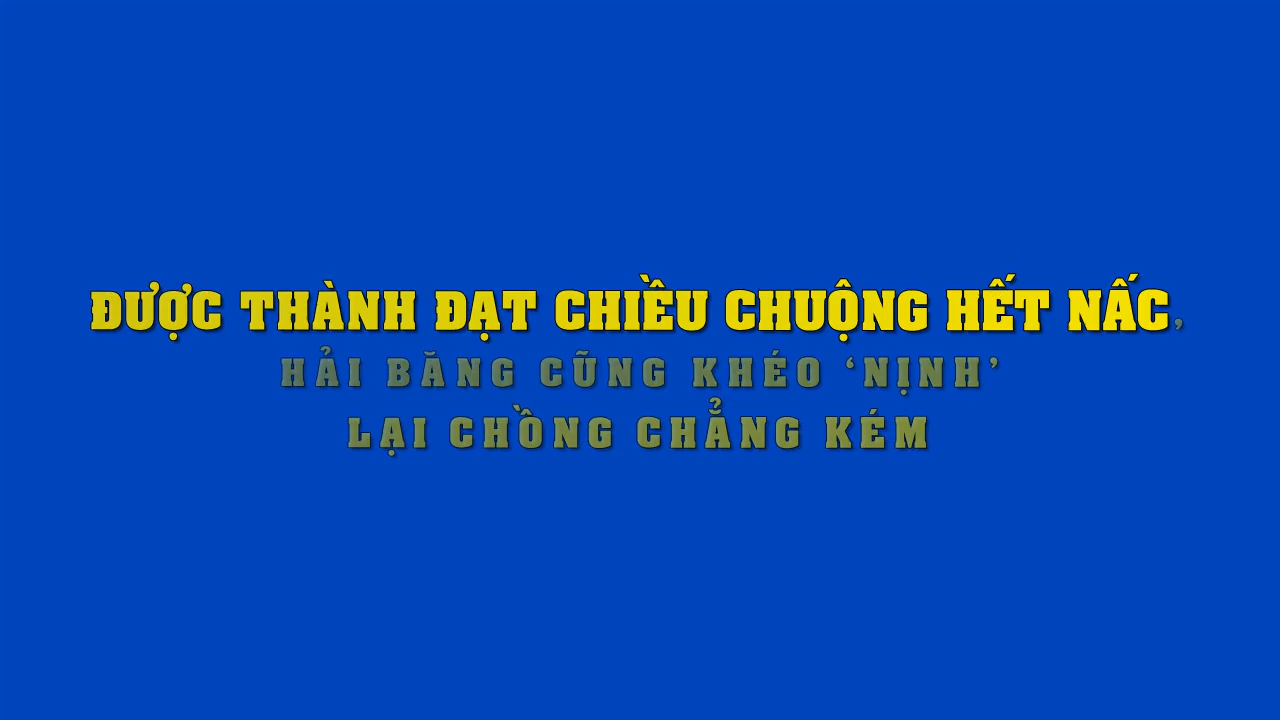 ĐƯỢC THÀNH ĐẠT CHIỀU CHUỘNG HẾT NẤC,
HẢI BĂNG CŨNG KHÉO ‘NỊNH’
LẠI CHỒNG CHẲNG KÉM